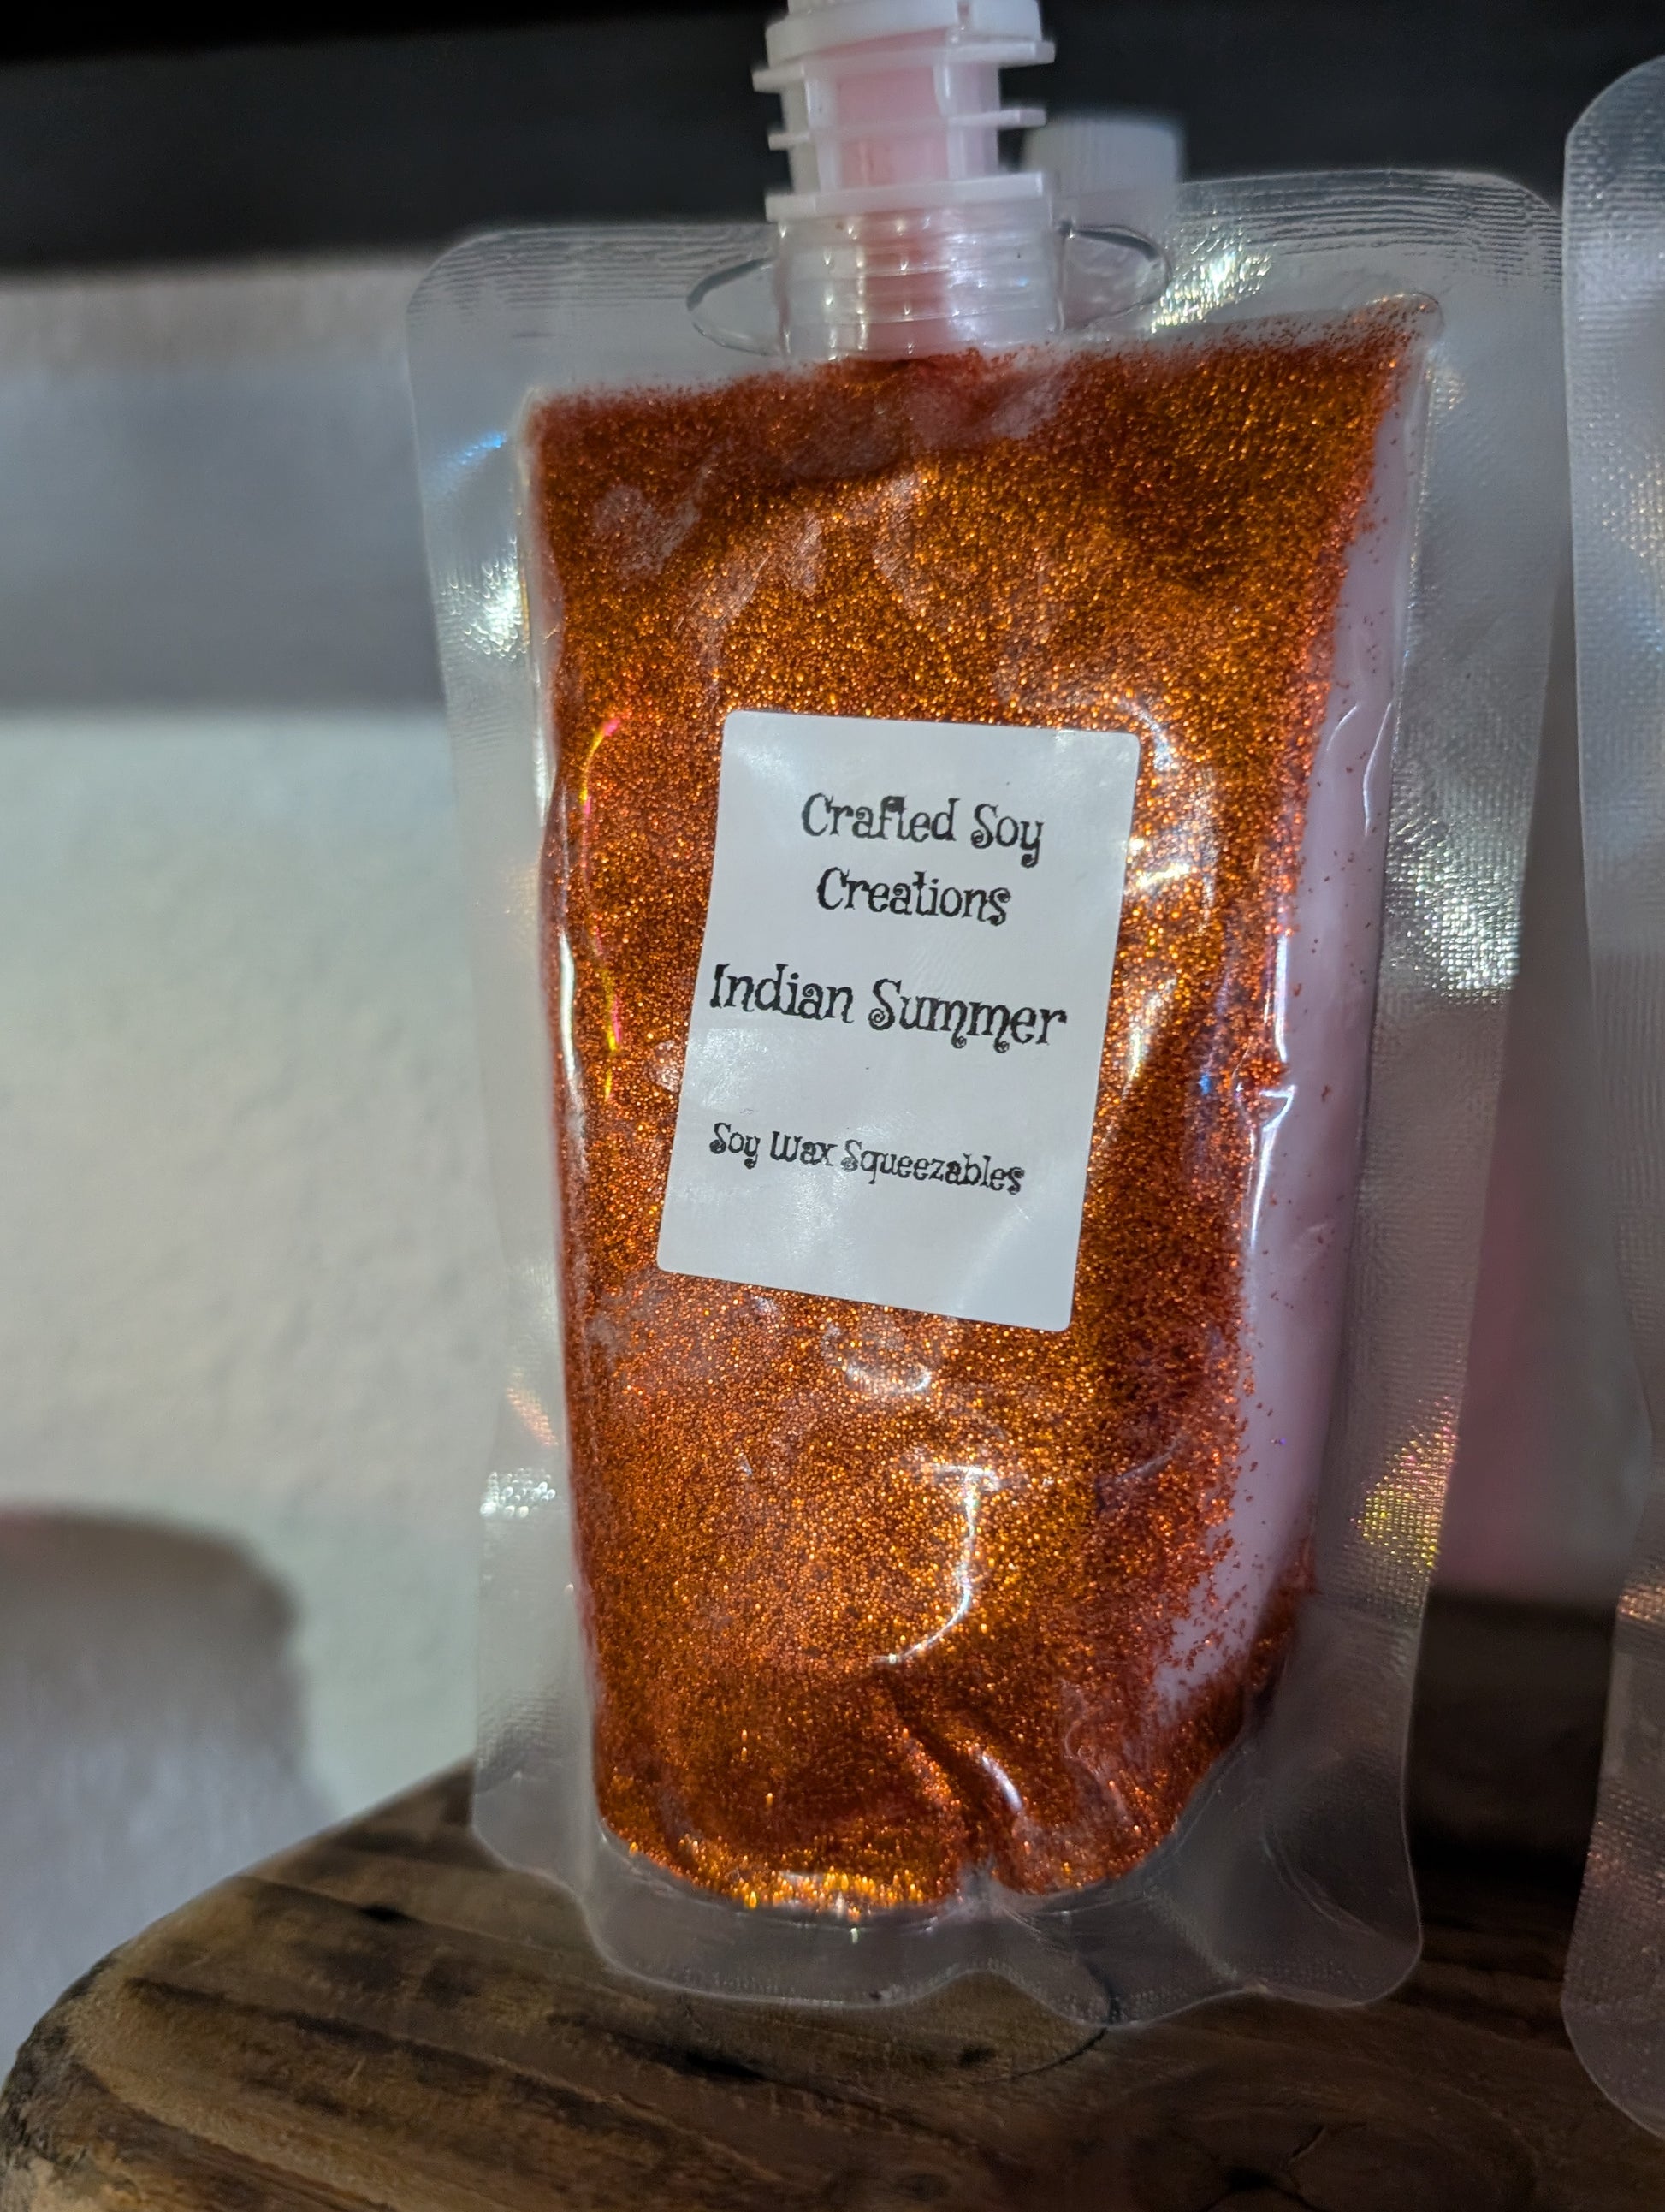 Crafted Soy
Creations
Indian Summer
Soy Wax Squeezables